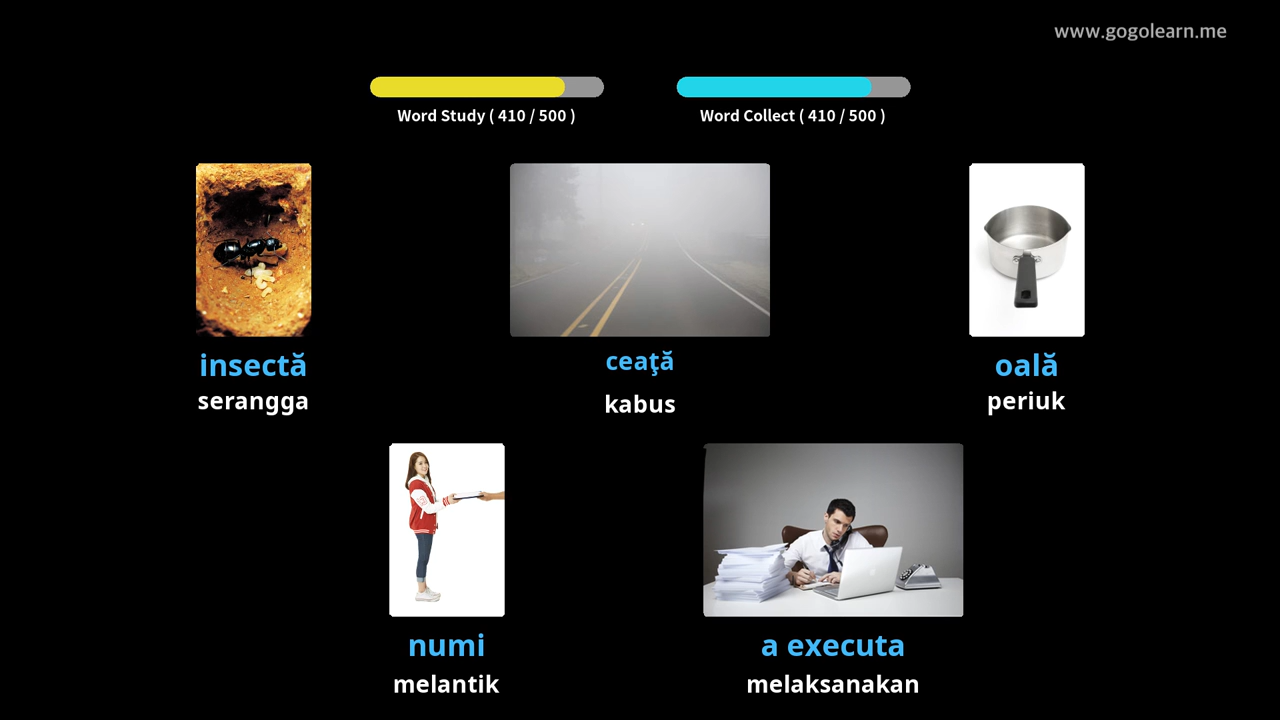 www.gogolearn.me
Word Study ( 410 / 500 )
Word Collect ( 410 / 500 )
insectă
serangga
ceaţă
kabus
oală
periuk
numi
melantik
a executa
melaksanakan